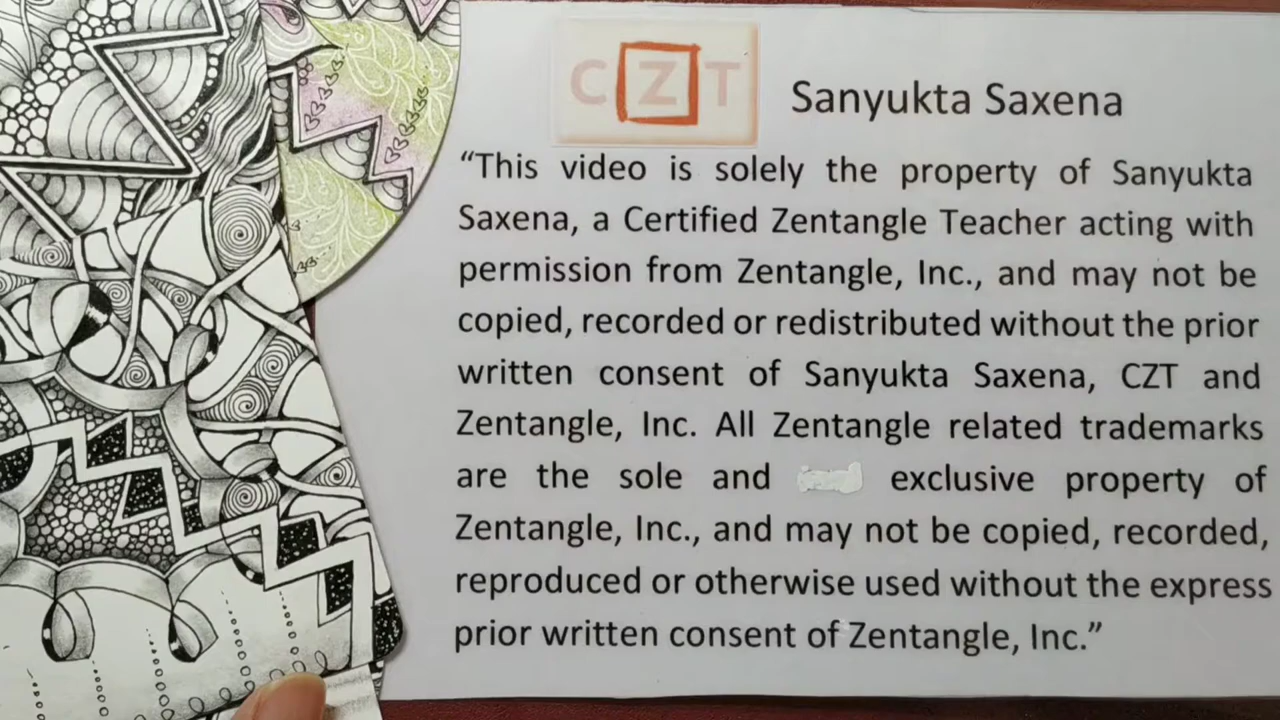 CZT
Sanyukta Saxena
“This video is solely the property of Sanyukta
Saxena, a Certified Zentangle Teacher acting with
permission from Zentangle, Inc., and may not be
copied, recorded or redistributed without the prior
written consent of Sanyukta Saxena, CZT and
Zentangle, Inc. All Zentangle related trademarks
are the sole and exclusive property of
Zentangle, Inc., and may not be copied, recorded,
reproduced or otherwise used without the express
prior written consent of Zentangle, Inc.”